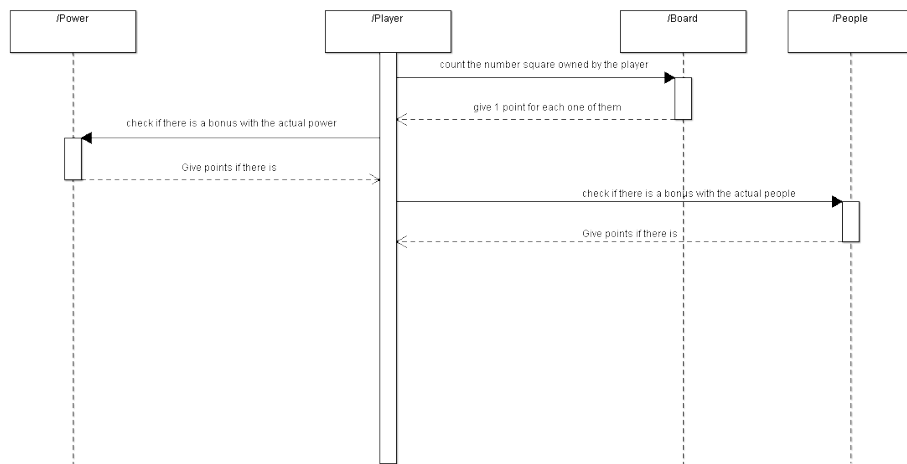 /Power
/Player
/Board
/People
count the number square owned by the player
give 1 point for each one of them
check if there is a bonus with the actual power
Give points if there is
check if there is a bonus with the actual people
Give points if there is